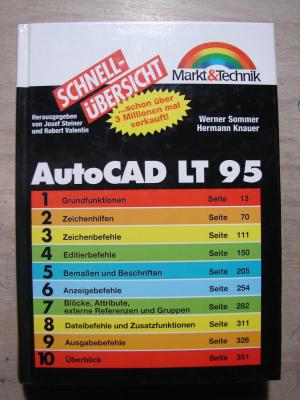 SCHNELL-
ÜBERSICHT
Markt&Technik
Herausgegeben
von Josef Steiner
und Robert Valentin
...schon über
3 Millionen mal
verkauft!
Werner Sommer
Hermann Knauer
AutoCAD LT 95
1 Grundfunktionen Seite 13
2 Zeichenhilfen Seite 70
3 Zeichenbefehle Seite 111
4 Editierbefehle Seite 150
5 Bemaßen und Beschriften Seite 205
6 Anzeigebefehle Seite 254
7 Blöcke, Attribute,
externe Referenzen und Gruppen Seite 282
8 Dateibefehle und Zusatzfunktionen Seite 311
9 Ausgabebefehle Seite 326
10 Überblick Seite 351